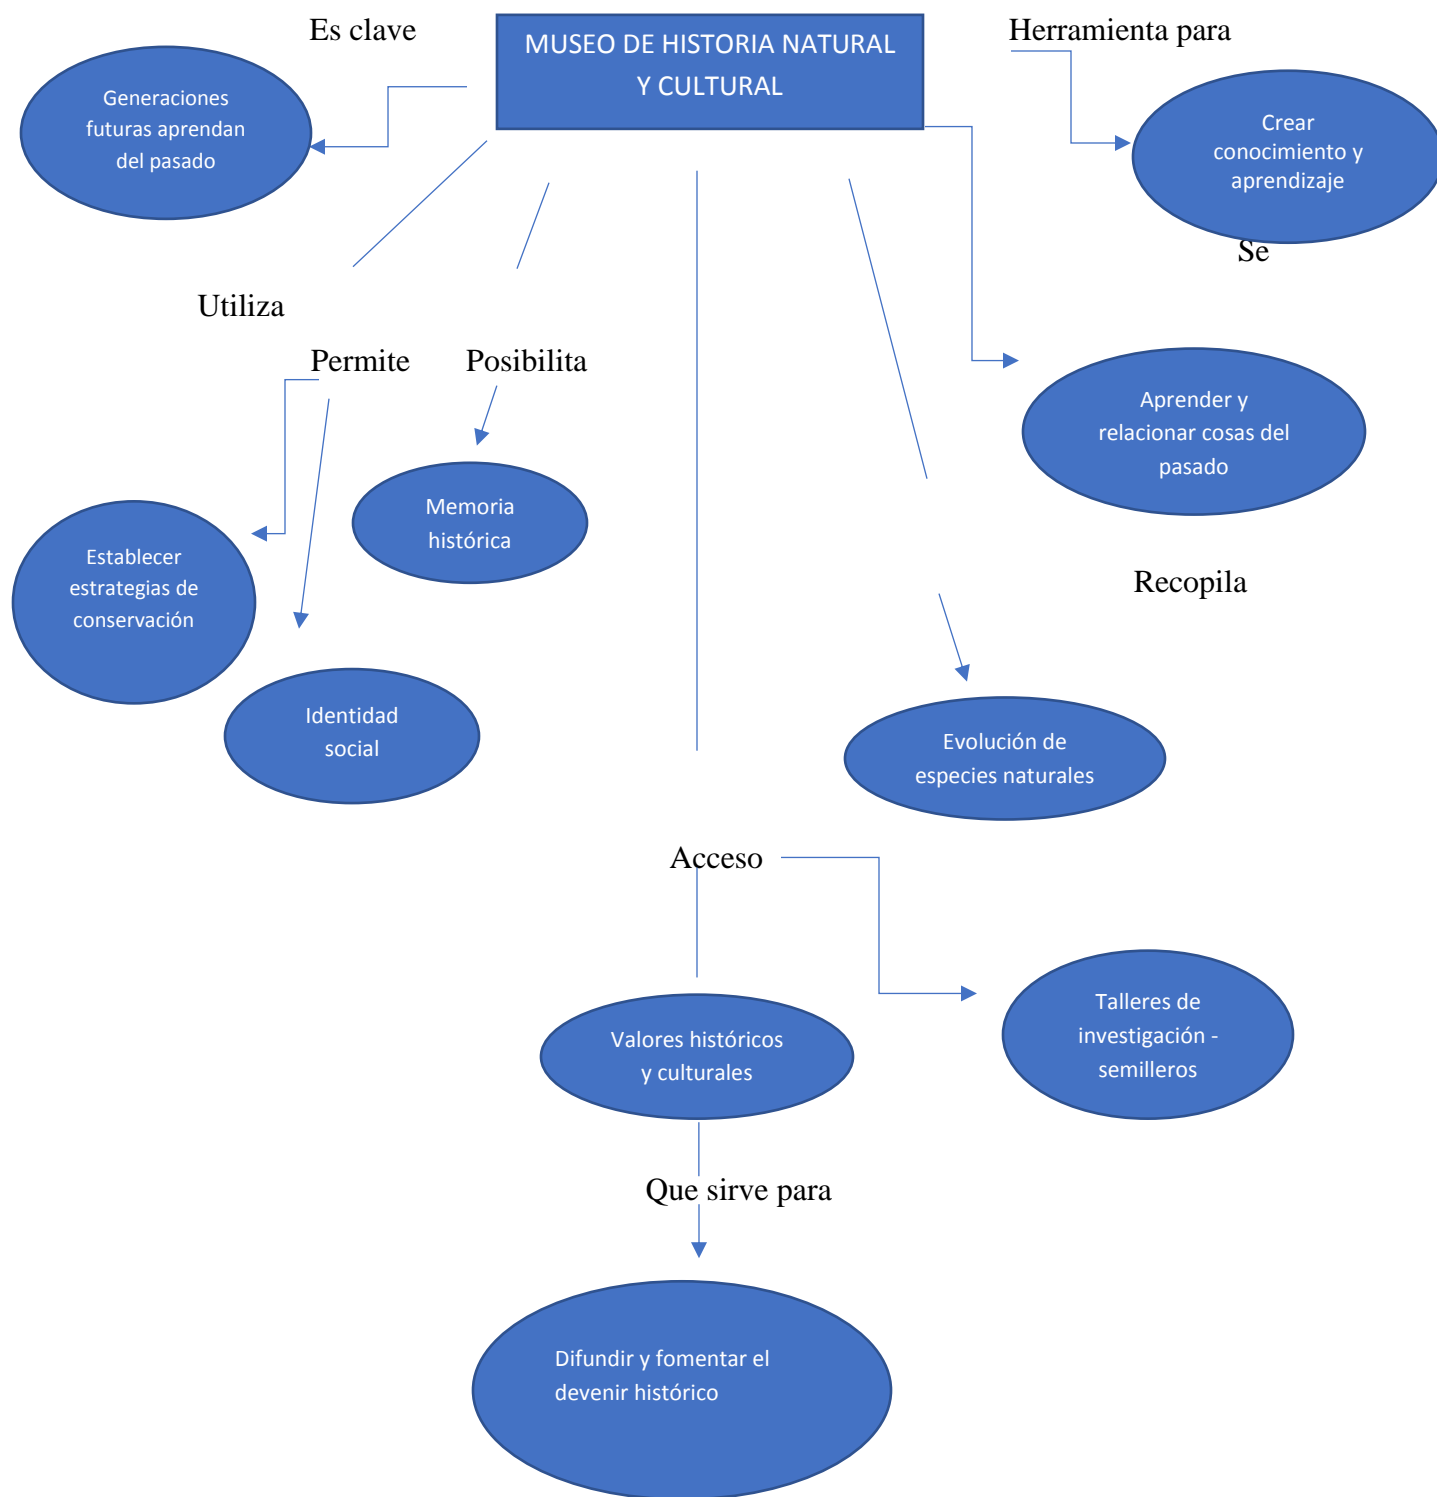 Es clave
MUSEO DE HISTORIA NATURAL
Y CULTURAL
Herramienta para
Generaciones
futuras aprendan
del pasado
Crear
conocimiento y
aprendizaje
Se
Utiliza
Permite
Posibilita
Aprender y
relacionar cosas del
pasado
Memoria
histórica
Establecer
estrategias de
conservación
Recopila
Identidad
social
Evolución de
especies naturales
Acceso
Valores históricos
y culturales
Talleres de
investigación -
semilleros
Que sirve para
Difundir y fomentar el
devenir histórico